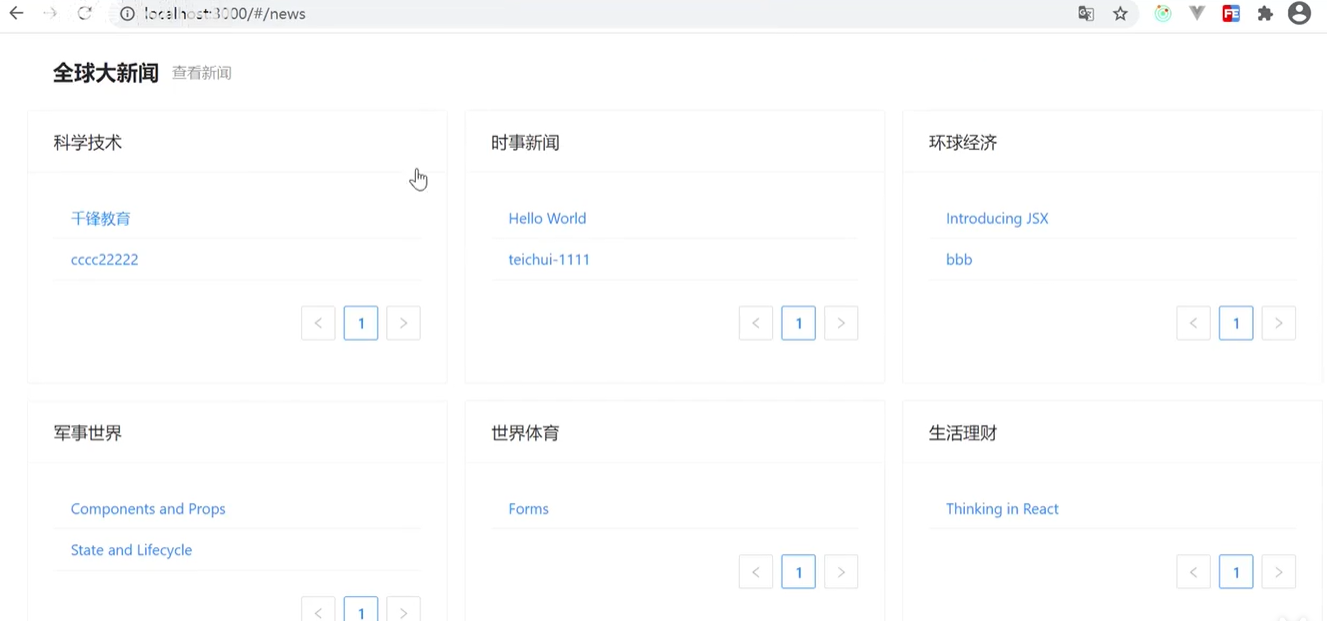 localhost:3000/#/news
全球大新闻 查看新闻
科学技术
千锋教育
cccc22222
1
时事新闻
Hello World
teichui-1111
1
环球经济
Introducing JSX
bbb
1
军事世界
Components and Props
State and Lifecycle
1
世界体育
Forms
1
生活理财
Thinking in React
1